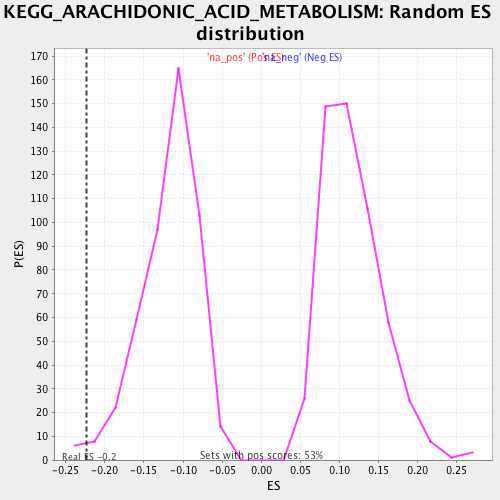 KEGG_ARACHIDONIC_ACID_METABOLISM: Random ES
distribution
'na_pos' (Pos ES) 'na_neg' (Neg ES)
170
160
150
140
130
120
110
100
90
80
70
60
50
40
30
20
10
0
P(ES)
Real ES -0.2
Sets with pos scores: 53%
-0.25 -0.20 -0.15 -0.10 -0.05 0.00 0.05 0.10 0.15 0.20 0.25
ES